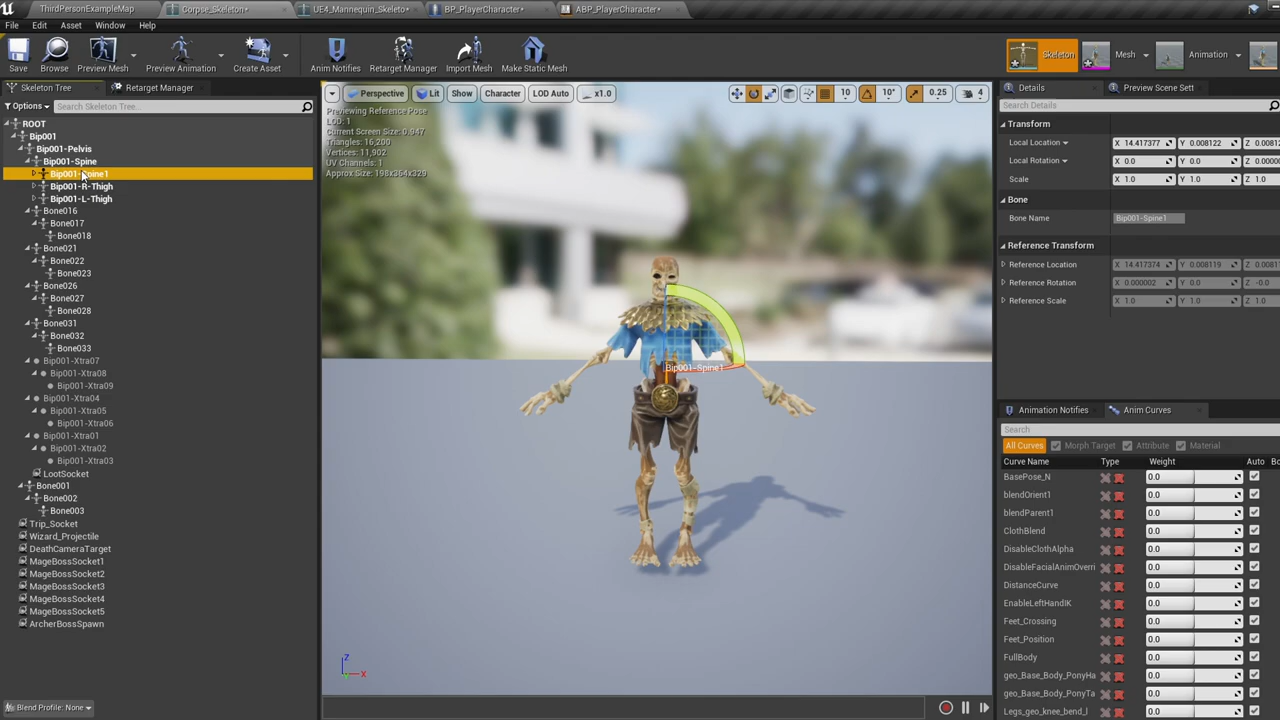 ThirdPersonExampleMap
Corpse_Skeleton*
UE4_Mannequin_Skeleto*
BP_PlayerCharacter*
ABP_PlayerCharacter*
File Edit Asset Window Help
Save Browse Preview Mesh Preview Animation Create Asset Anim Notifies Retarget Manager Import Mesh Make Static Mesh Skeleton Mesh Animation
Skeleton Tree Retarget Manager
Options Search Skeleton Tree...
ROOT
Bip001
Bip001-Pelvis
Bip001-Spine
Bip001-Spine1
Bip001-R-Thigh
Bip001-L-Thigh
Bone016
Bone017
Bone018
Bone021
Bone022
Bone023
Bone026
Bone027
Bone028
Bone031
Bone032
Bone033
Bip001-Xtra07
Bip001-Xtra08
Bip001-Xtra09
Bip001-Xtra04
Bip001-Xtra05
Bip001-Xtra06
Bip001-Xtra01
Bip001-Xtra02
Bip001-Xtra03
LootSocket
Bone001
Bone002
Bone003
Trip_Socket
Wizard_Projectile
DeathCameraTarget
MageBossSocket1
MageBossSocket2
MageBossSocket3
MageBossSocket4
MageBossSocket5
ArcherBossSpawn
Blend Profile: None
Perspective Lit Show Character LOD Auto x1.0 10 10° 0.25 4
Previewing Reference Pose
LOD: 1
Current Screen Size: 0.947
Triangles: 16,200
Vertices: 11,902
UV Channels: 1
Approx Size: 198x364x329
Bip001-Spine1
Z
X
Details Preview Scene Sett
Search Details
Transform
Local Location X 14.417377 Y 0.008122 Z 0.00812
Local Rotation X 0.0 Y 0.0 Z 0.0000
Scale X 1.0 Y 1.0 Z 1.0
Bone
Bone Name Bip001-Spine1
Reference Transform
Reference Location X 14.417374 Y 0.008119 Z 0.00811
Reference Rotation X 0.000002 Y 0.0 Z -0.0
Reference Scale X 1.0 Y 1.0 Z 1.0
Animation Notifies Anim Curves
Search
All Curves Morph Target Attribute Material
Curve Name Type Weight Auto Bo
BasePose_N 0.0
blendOrient1 0.0
blendParent1 0.0
ClothBlend 0.0
DisableClothAlpha 0.0
DisableFacialAnimOverri 0.0
DistanceCurve 0.0
EnableLeftHandIK 0.0
Feet_Crossing 0.0
Feet_Position 0.0
FullBody 0.0
geo_Base_Body_PonyHa 0.0
geo_Base_Body_PonyTa 0.0
Legs_geo_knee_bend_l 0.0